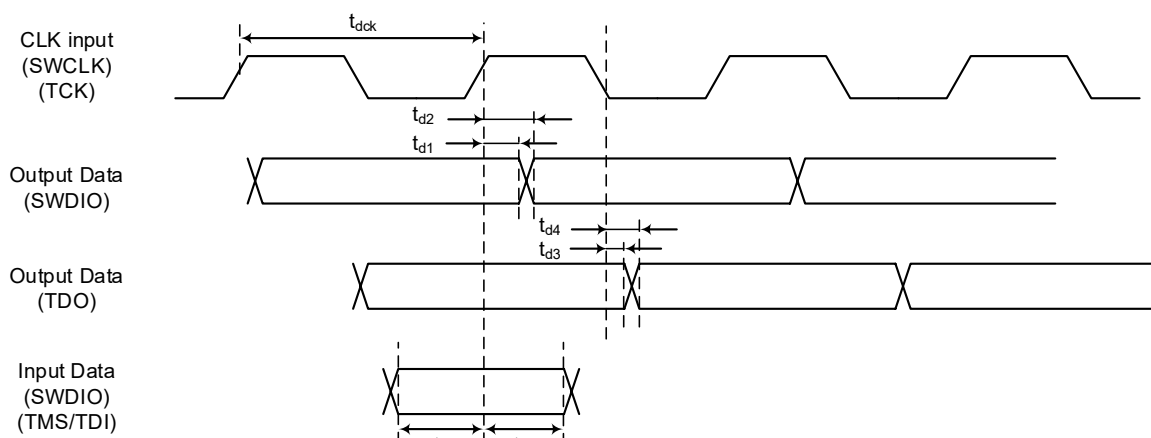 t_dck
CLK input
(SWCLK)
(TCK)
t_d2
t_d1
Output Data
(SWDIO)
t_d4
t_d3
Output Data
(TDO)
Input Data
(SWDIO)
(TMS/TDI)